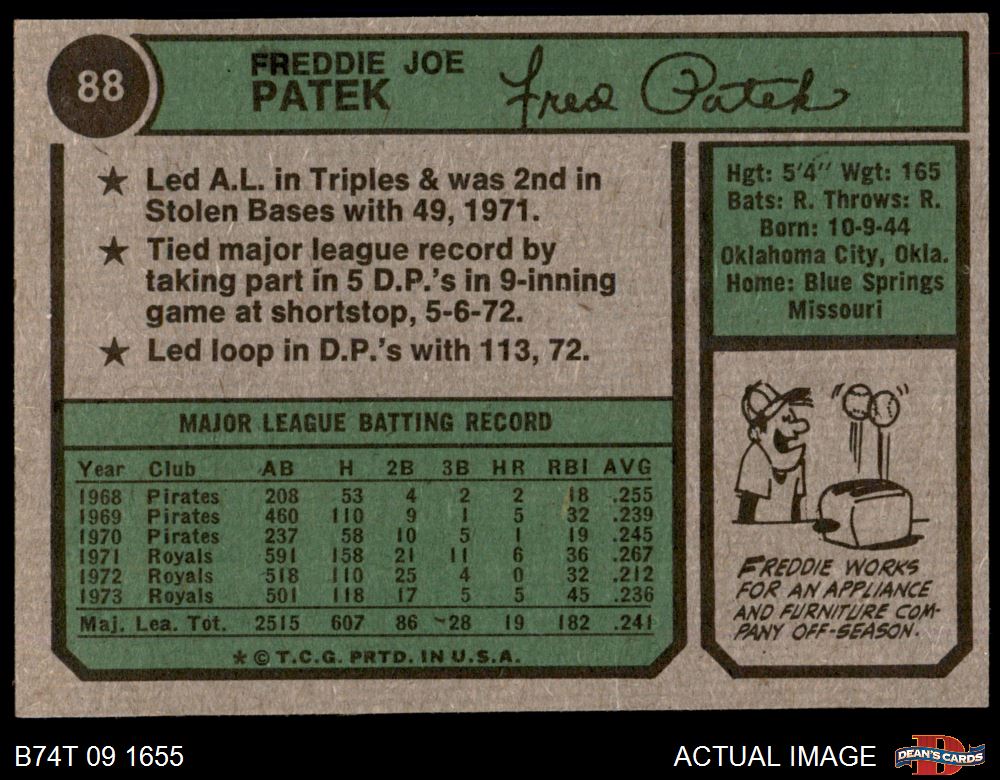 88
FREDDIE JOE
PATEK
Fred Patek
★ Led A.L. in Triples & was 2nd in
Stolen Bases with 49, 1971.
★ Tied major league record by
taking part in 5 D.P.'s in 9-inning
game at shortstop, 5-6-72.
★ Led loop in D.P.'s with 113, 72.
Hgt: 5'4" Wgt: 165
Bats: R. Throws: R.
Born: 10-9-44
Oklahoma City, Okla.
Home: Blue Springs
Missouri
MAJOR LEAGUE BATTING RECORD
Year Club AB H 2B 3B HR RBI AVG
1968 Pirates 208 53 4 2 2 18 .255
1969 Pirates 460 110 9 1 5 32 .239
1970 Pirates 237 58 10 5 1 19 .245
1971 Royals 591 158 21 11 6 36 .267
1972 Royals 518 110 25 4 0 32 .212
1973 Royals 501 118 17 5 5 45 .236
Maj. Lea. Tot. 2515 607 86 28 19 182 .241
★ © T.C.G. PRTD. IN U.S.A.
FREDDIE WORKS
FOR AN APPLIANCE
AND FURNITURE COM-
PANY OFF-SEASON.
B74T 09 1655
ACTUAL IMAGE
D
DEAN'S CARDS